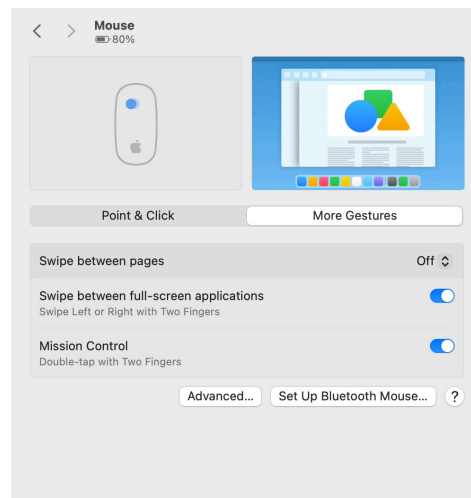 Mouse
80%
Point & Click
More Gestures
Swipe between pages
Off
Swipe between full-screen applications
Swipe Left or Right with Two Fingers
Mission Control
Double-tap with Two Fingers
Advanced...
Set Up Bluetooth Mouse...
?